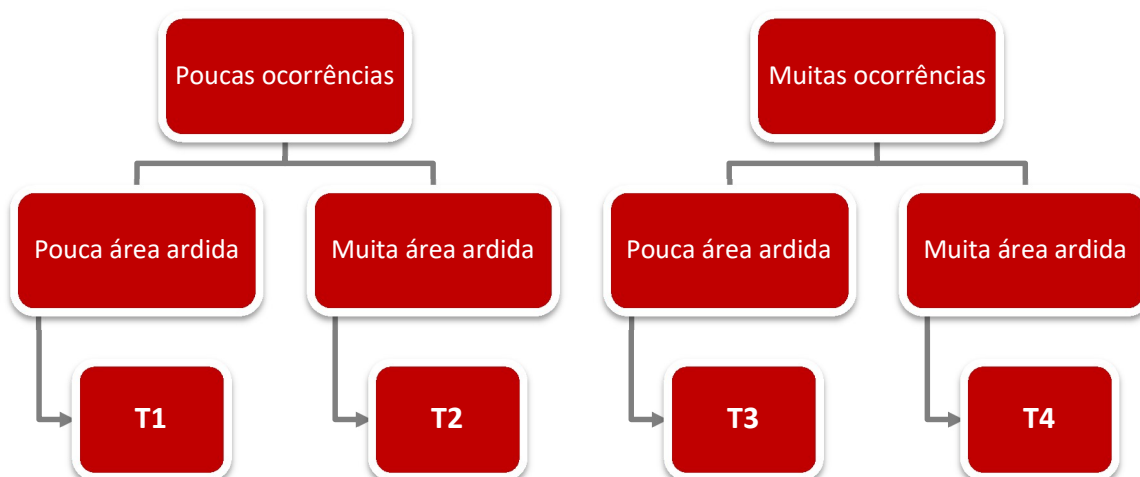 Poucas ocorrências
Muitas ocorrências
Pouca área ardida
Muita área ardida
Pouca área ardida
Muita área ardida
T1
T2
T3
T4